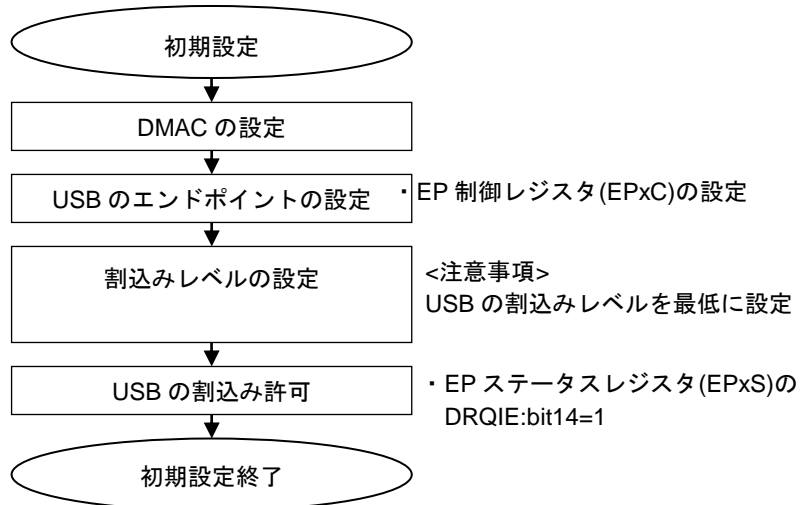 初期設定
DMAC の設定
USB のエンドポイントの設定
・EP 制御レジスタ(EPxC)の設定
割込みレベルの設定
<注意事項>
USB の割込みレベルを最低に設定
USB の割込み許可
・EP ステータスレジスタ(EPxS)の
DRQIE:bit14=1
初期設定終了